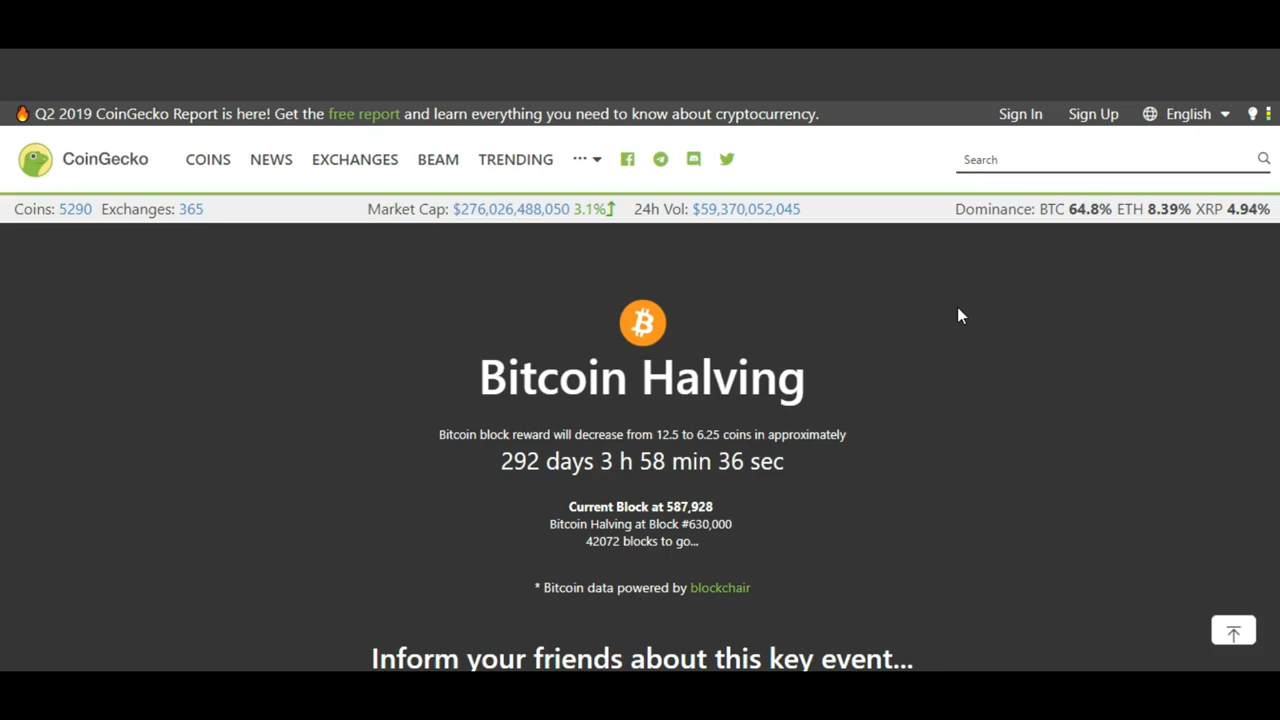 Q2 2019 CoinGecko Report is here! Get the free report and learn everything you need to know about cryptocurrency. Sign In Sign Up English
CoinGecko COINS NEWS EXCHANGES BEAM TRENDING ... Search
Coins: 5290 Exchanges: 365 Market Cap: $276,026,488,050 3.1% 24h Vol: $59,370,052,045 Dominance: BTC 64.8% ETH 8.39% XRP 4.94%
Bitcoin Halving
Bitcoin block reward will decrease from 12.5 to 6.25 coins in approximately
292 days 3 h 58 min 36 sec
Current Block at 587,928
Bitcoin Halving at Block #630,000
42072 blocks to go...
* Bitcoin data powered by blockchair
Inform your friends about this key event...